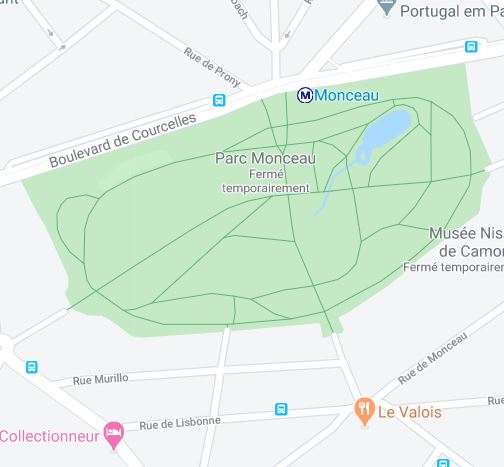 Portugal em Pa
Rue de Prony
M
Monceau
Boulevard de Courcelles
Parc Monceau
Fermé
temporairement
Musée Nis
de Camon
Fermé temporairem
Rue de Monceau
Rue Murillo
Le Valois
Rue de Lisbonne
Collectionneur